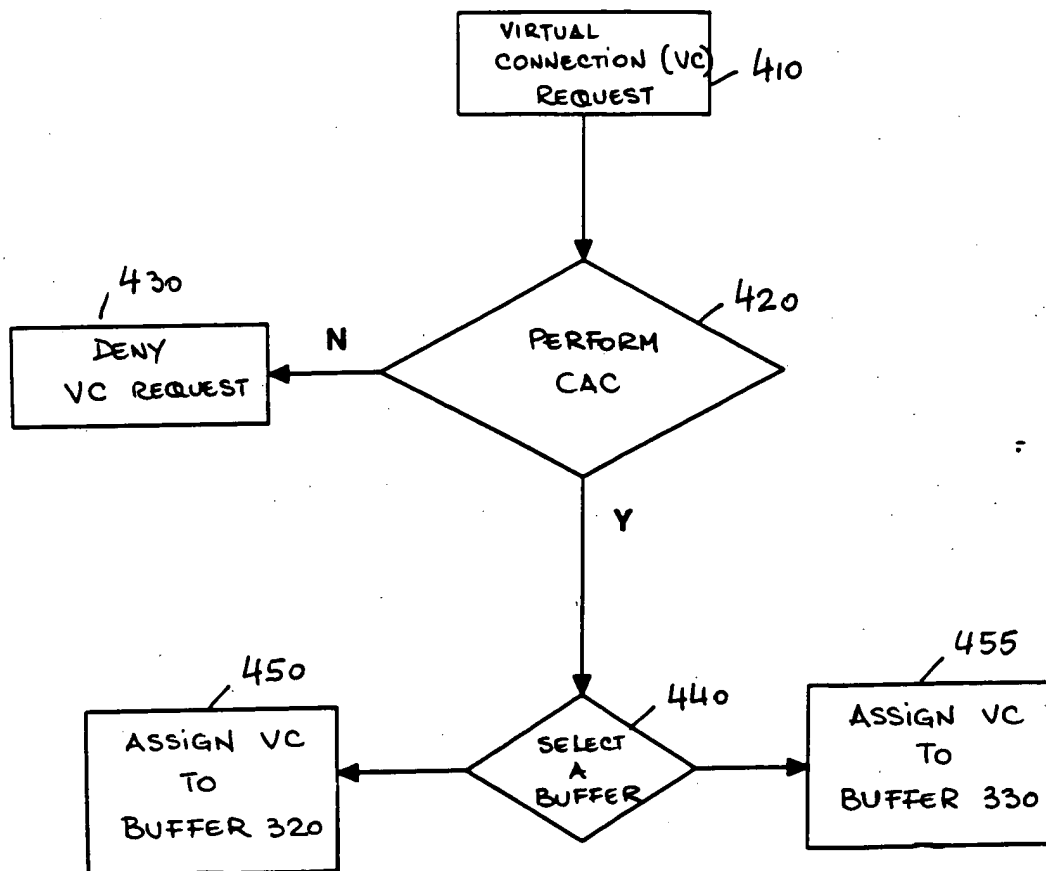 VIRTUAL
CONNECTION (VC)
REQUEST
410
430
420
DENY
VC REQUEST
N
PERFORM
CAC
Y
450
440
455
ASSIGN VC
TO
BUFFER 320
SELECT
A
BUFFER
ASSIGN VC
TO
BUFFER 330